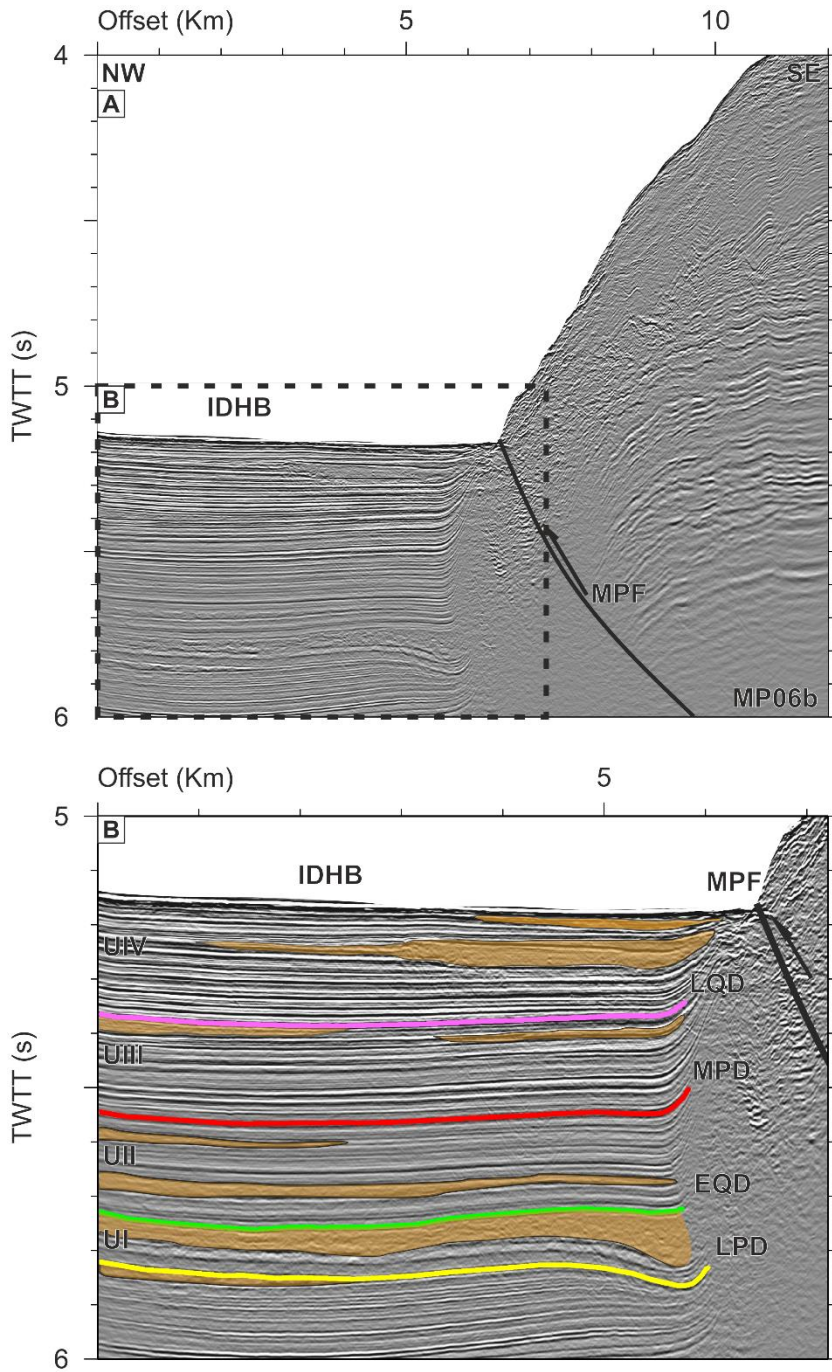 Offset (Km) 5 10
4
NW SE
A
5
B
IDHB
TWTT (s)
MPF
6
MP06b
Offset (Km) 5
5
B
IDHB MPF
UIV
LQD
UIII
MPD
TWTT (s)
UII
EQD
UI
LPD
6